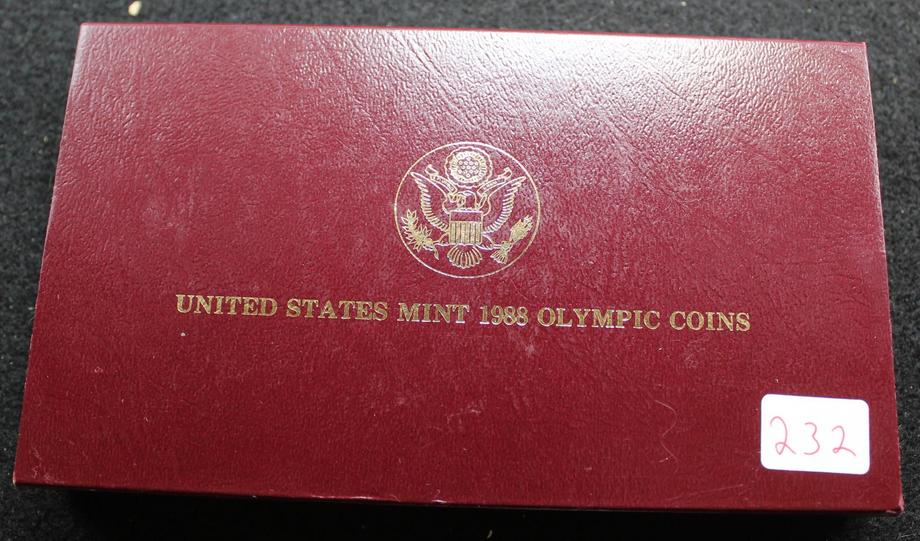 UNITED STATES MINT 1988 OLYMPIC COINS
232